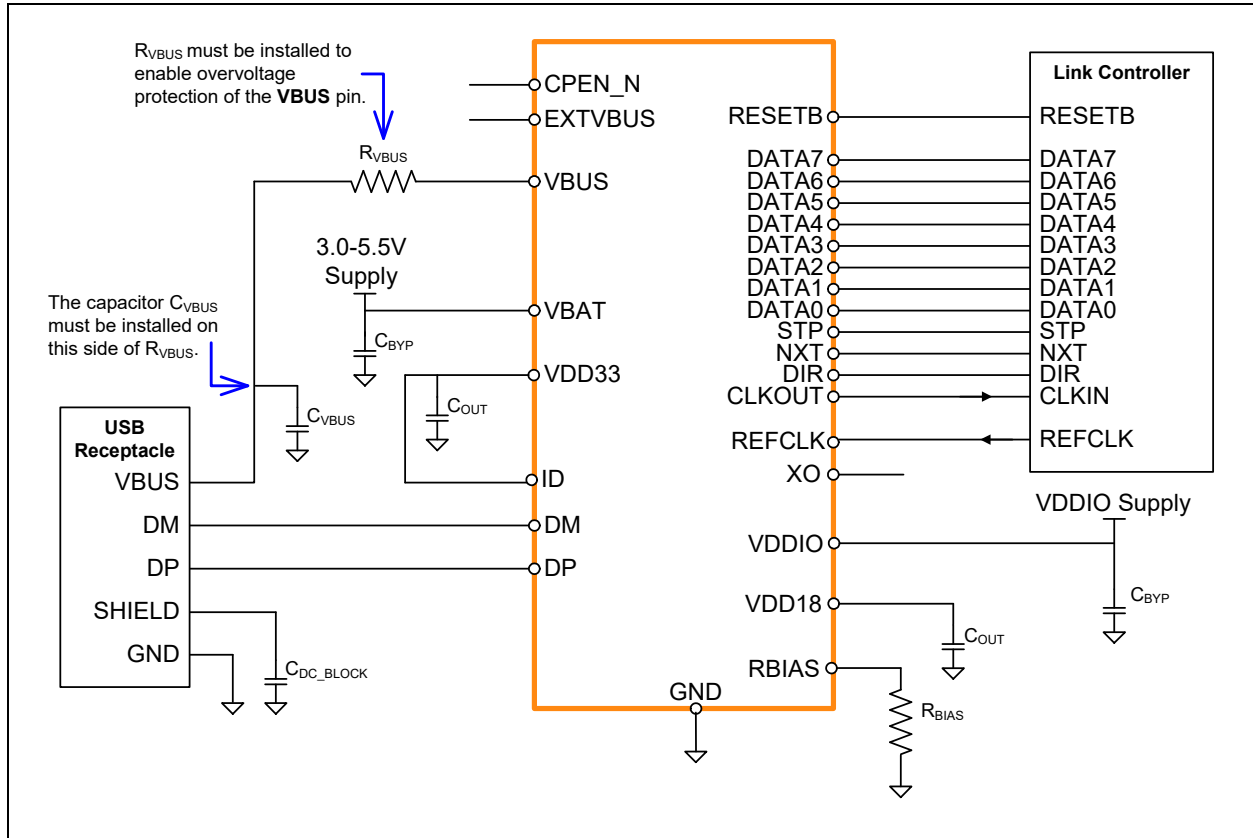 RVBUS must be installed to
enable overvoltage
protection of the VBUS pin.
RVBUS
3.0-5.5V
Supply
CBYP
The capacitor CVBUS
must be installed on
this side of RVBUS.
CVBUS
COUT
USB
Receptacle
VBUS
DM
DP
SHIELD
GND
CDC_BLOCK
CPEN_N
EXTVBUS
VBUS
VBAT
VDD33
ID
DM
DP
GND
RESETB
DATA7
DATA6
DATA5
DATA4
DATA3
DATA2
DATA1
DATA0
STP
NXT
DIR
CLKOUT
REFCLK
XO
VDDIO
VDD18
RBIAS
Link Controller
RESETB
DATA7
DATA6
DATA5
DATA4
DATA3
DATA2
DATA1
DATA0
STP
NXT
DIR
CLKIN
REFCLK
VDDIO Supply
CBYP
COUT
RBIAS